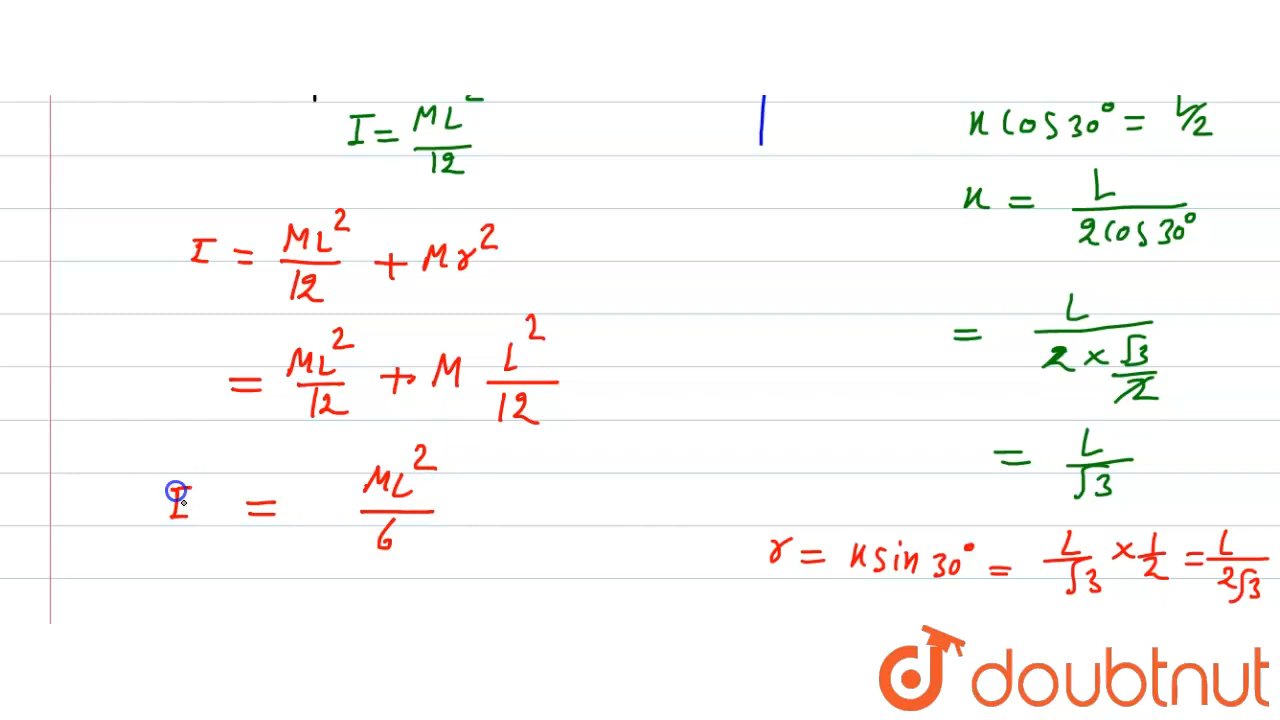 I = ML²/12
I = ML²/12 + Mr²
= ML²/12 + M L²/12
I = ML²/6
x cos 30° = L/2
x = L/2cos 30°
= L/2 × √3/2
= L/√3
r = x sin 30° = L/√3 × 1/2 = L/2√3
doubtnut